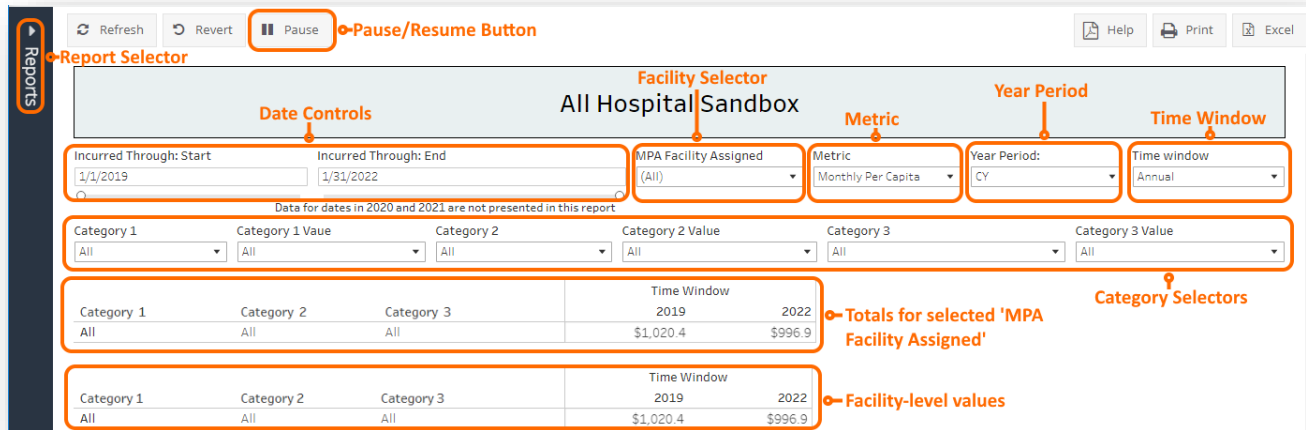 Refresh Revert Pause Pause/Resume Button Help Print Excel
Reports
Report Selector
Facility Selector
All Hospital Sandbox
Date Controls Metric Year Period Time Window
Incurred Through: Start Incurred Through: End MPA Facility Assigned Metric Year Period: Time window
1/1/2019 1/31/2022 (All) Monthly Per Capita CY Annual
Data for dates in 2020 and 2021 are not presented in this report
Category 1 Category 1 Vaue Category 2 Category 2 Value Category 3 Category 3 Value
All All All All All All
Category Selectors
Time Window
Category 1 Category 2 Category 3 2019 2022
All All All $1,020.4 $996.9
Totals for selected 'MPA
Facility Assigned'
Time Window
Category 1 Category 2 Category 3 2019 2022
All All All $1,020.4 $996.9
Facility-level values